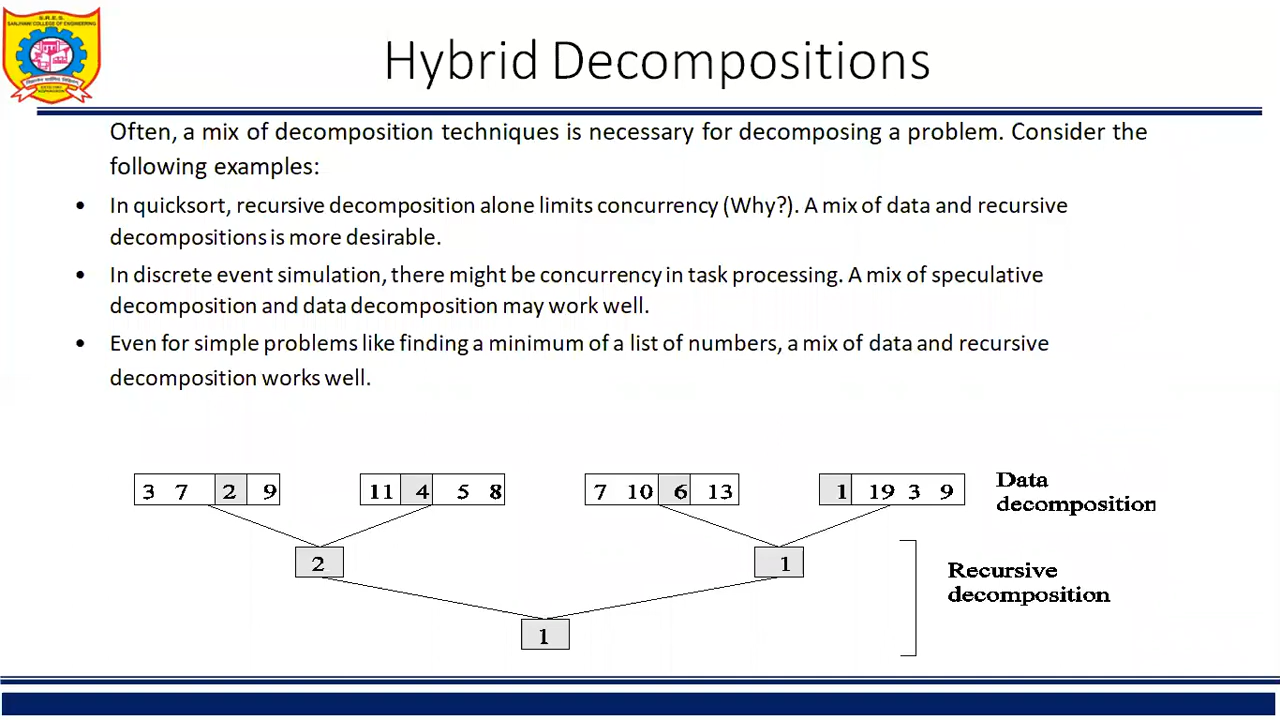 S.R.E.S.
SANJIVANI COLLEGE OF ENGINEERING
Hybrid Decompositions
Often, a mix of decomposition techniques is necessary for decomposing a problem. Consider the
following examples:
• In quicksort, recursive decomposition alone limits concurrency (Why?). A mix of data and recursive
decompositions is more desirable.
• In discrete event simulation, there might be concurrency in task processing. A mix of speculative
decomposition and data decomposition may work well.
• Even for simple problems like finding a minimum of a list of numbers, a mix of data and recursive
decomposition works well.
3 7 2 9 11 4 5 8 7 10 6 13 1 19 3 9
Data
decomposition
2 1
Recursive
decomposition
1